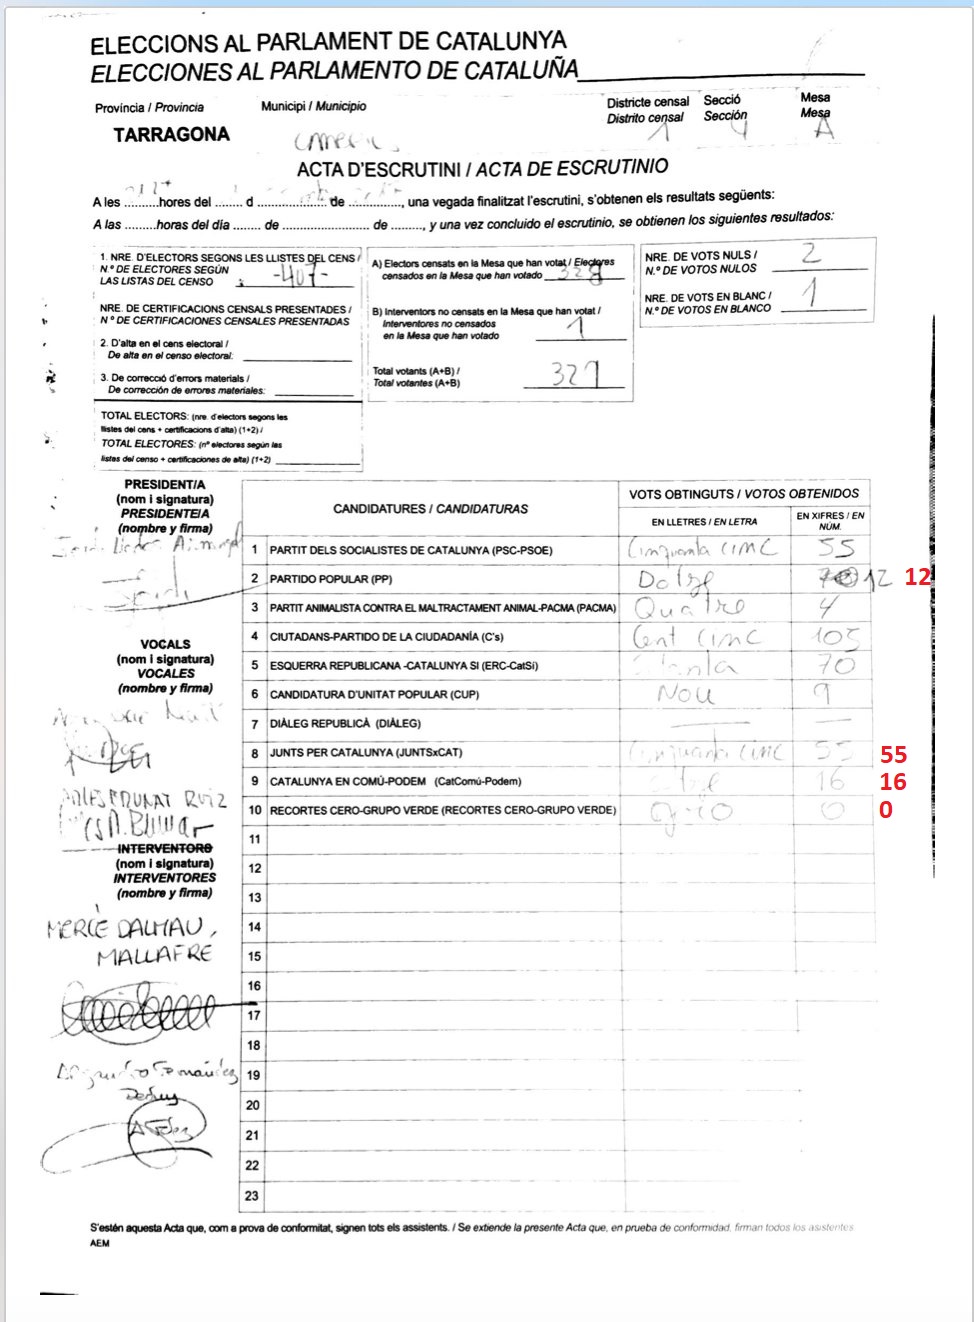 ELECCIONS AL PARLAMENT DE CATALUNYA
ELECCIONES AL PARLAMENTO DE CATALUÑA
Província / Provincia
Municipi / Municipio
Districte censal
Distrito censal
Secció
Sección
Mesa
Mesa
TARRAGONA
1
4
A
ACTA D'ESCRUTINI / ACTA DE ESCRUTINIO
A les ..........hores del ........ d .................... de ............, una vegada finalitzat l'escrutini, s'obtenen els resultats següents:
A las .........horas del día ........ de ........................ de ........, y una vez concluido el escrutinio, se obtienen los siguientes resultados:
1. NRE. D'ELECTORS SEGONS LES LLISTES DEL CENS /
N.º DE ELECTORES SEGÚN
LAS LISTAS DEL CENSO
-407-
NRE. DE CERTIFICACIONS CENSALS PRESENTADES /
N º DE CERTIFICACIONES CENSALES PRESENTADAS
2. D'alta en el cens electoral /
De alta en el censo electoral:
3. De correcció d'errors materials /
De corrección de errores materiales:
TOTAL ELECTORS: (nre. d'electors segons les
llistes del cens + certificacions d'alta) (1+2) /
TOTAL ELECTORES: (nº electores según las
listas del censo + certificaciones de alta) (1+2)
A) Electors censats en la Mesa que han votat / Electores
censados en la Mesa que han votado
328
B) Interventors no censats en la Mesa que han votat /
Interventores no censados
en la Mesa que han votado
1
Total votants (A+B) /
Total votantes (A+B)
329
NRE. DE VOTS NULS /
N.º DE VOTOS NULOS
2
NRE. DE VOTS EN BLANC /
N.º DE VOTOS EN BLANCO
1
PRESIDENT/A
(nom i signatura)
PRESIDENTE/A
(nombre y firma)
CANDIDATURES / CANDIDATURAS
VOTS OBTINGUTS / VOTOS OBTENIDOS
EN LLETRES / EN LETRA
EN XIFRES / EN
NÚM.
1 PARTIT DELS SOCIALISTES DE CATALUNYA (PSC-PSOE) Cinquanta cinc 55
2 PARTIDO POPULAR (PP) Dotze 12 12
3 PARTIT ANIMALISTA CONTRA EL MALTRACTAMENT ANIMAL-PACMA (PACMA) Quatre 4
4 CIUTADANS-PARTIDO DE LA CIUDADANÍA (C's) Cent cinc 105
5 ESQUERRA REPUBLICANA -CATALUNYA SI (ERC-CatSí) 70
6 CANDIDATURA D'UNITAT POPULAR (CUP) Nou 9
7 DIÀLEG REPUBLICÀ (DIÀLEG)
8 JUNTS PER CATALUNYA (JUNTSxCAT) Cinquanta cinc 55 55
9 CATALUNYA EN COMÚ-PODEM (CatComú-Podem) 16 16
10 RECORTES CERO-GRUPO VERDE (RECORTES CERO-GRUPO VERDE) 0 0
11
12
13
14
15
16
17
18
19
20
21
22
23
VOCALS
(nom i signatura)
VOCALES
(nombre y firma)
INTERVENTORS
(nom i signatura)
INTERVENTORES
(nombre y firma)
MERCE DALMAU,
MALLAFRE
Fernández
S'estén aquesta Acta que, com a prova de conformitat, signen tots els assistents. / Se extiende la presente Acta que, en prueba de conformidad, firman todos los asistentes
AEM